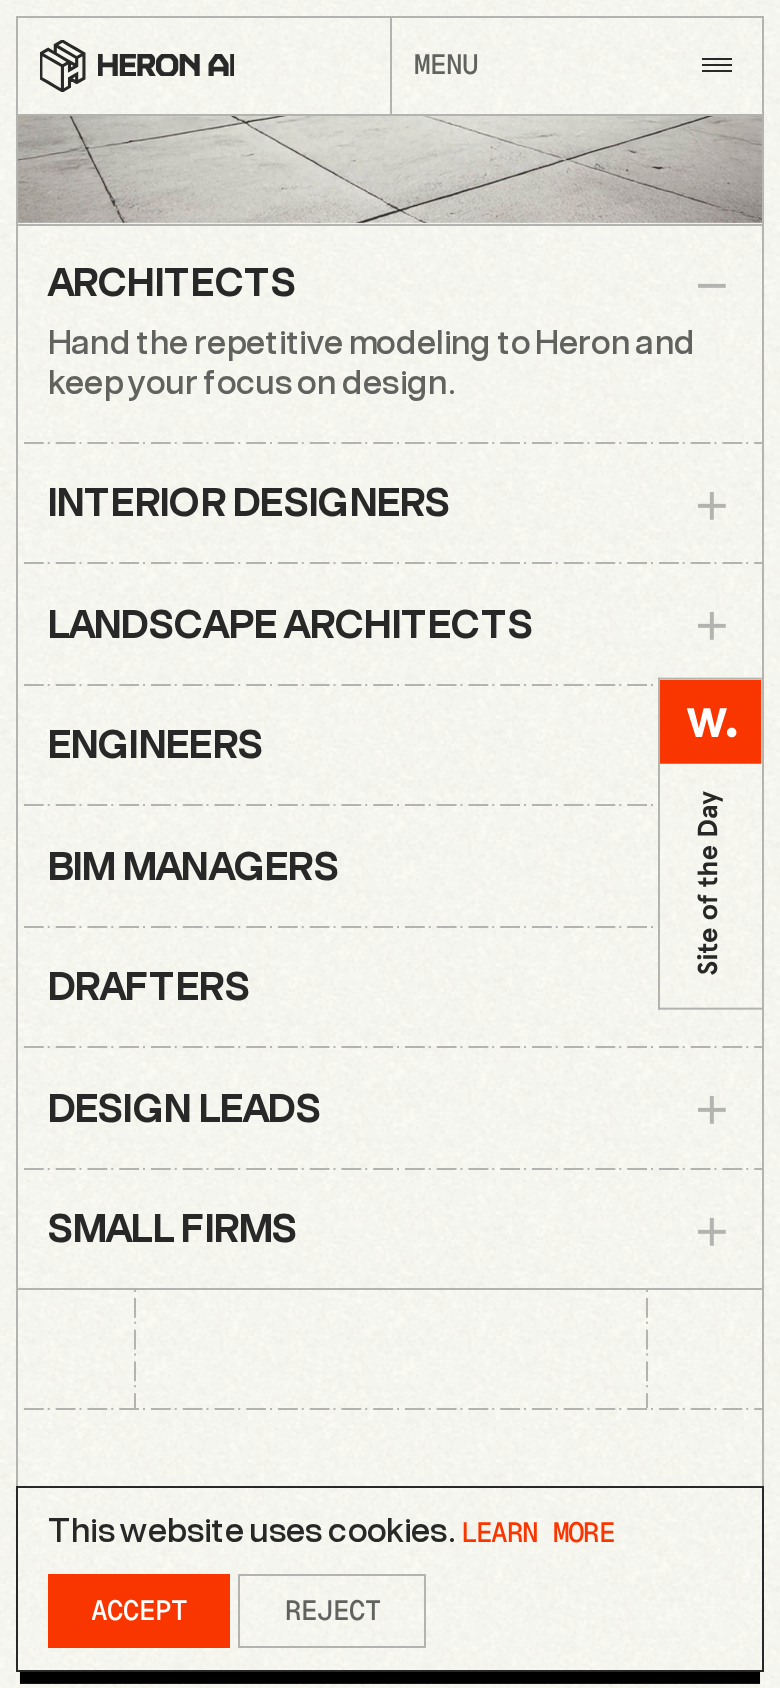 HERON AI
MENU
ARCHITECTS
Hand the repetitive modeling to Heron and
keep your focus on design.
INTERIOR DESIGNERS
LANDSCAPE ARCHITECTS
ENGINEERS
W.
Site of the Day
BIM MANAGERS
DRAFTERS
DESIGN LEADS
SMALL FIRMS
This website uses cookies. LEARN MORE
ACCEPT
REJECT